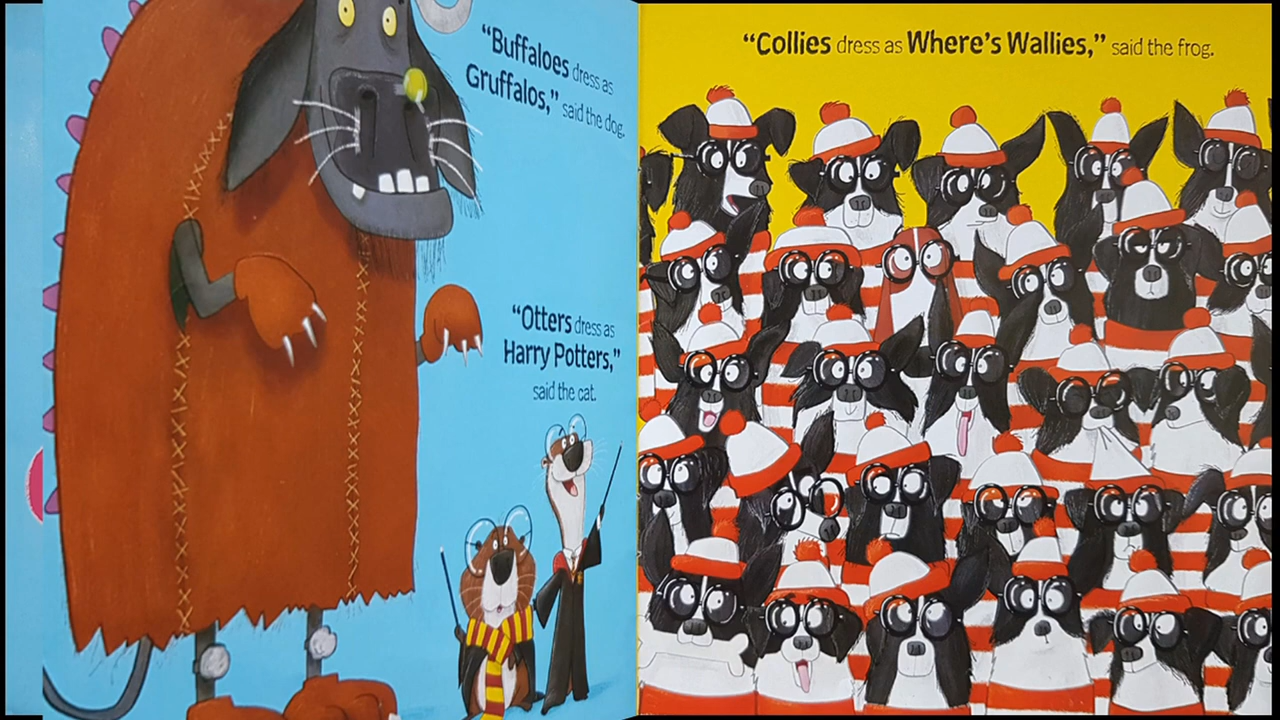 “Buffaloes dress as
Gruffalos,” said the dog.
“Otters dress as
Harry Potters,”
said the cat.
“Collies dress as Where’s Wallies,” said the frog.